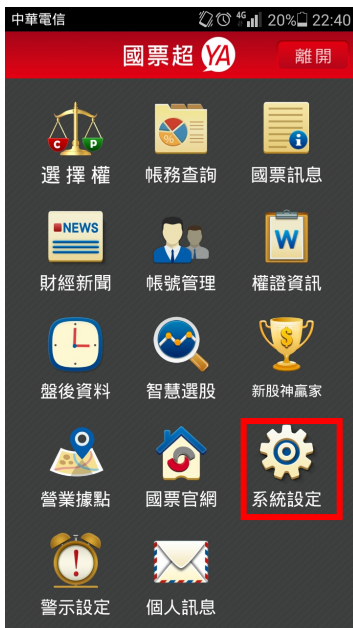 中華電信 4G 20% 22:40
國票超 YA 離開
C P
i
選擇權 帳務查詢 國票訊息
NEWS W
財經新聞 帳號管理 權證資訊
$
盤後資料 智慧選股 新股神贏家
營業據點 國票官網 系統設定
!
警示設定 個人訊息